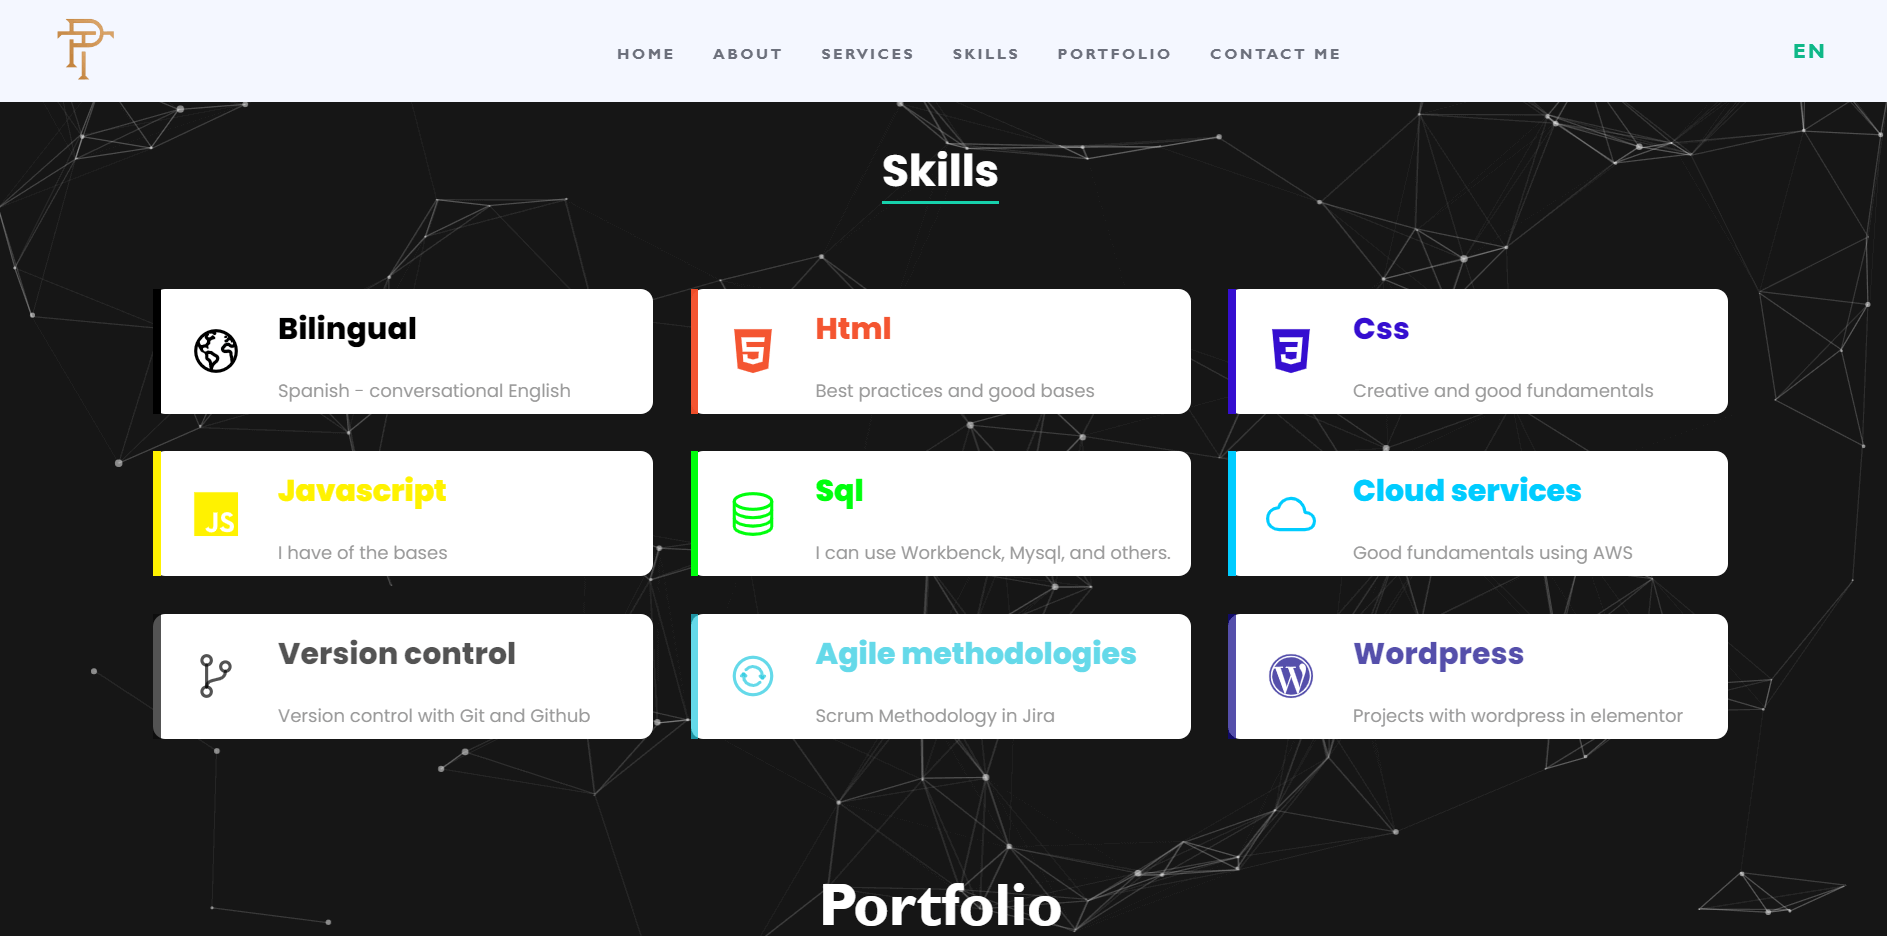 PT
HOME ABOUT SERVICES SKILLS PORTFOLIO CONTACT ME
EN
Skills
Bilingual
Spanish - conversational English
Html
Best practices and good bases
Css
Creative and good fundamentals
JS
Javascript
I have of the bases
Sql
I can use Workbenck, Mysql, and others.
Cloud services
Good fundamentals using AWS
Version control
Version control with Git and Github
Agile methodologies
Scrum Methodology in Jira
Wordpress
Projects with wordpress in elementor
Portfolio